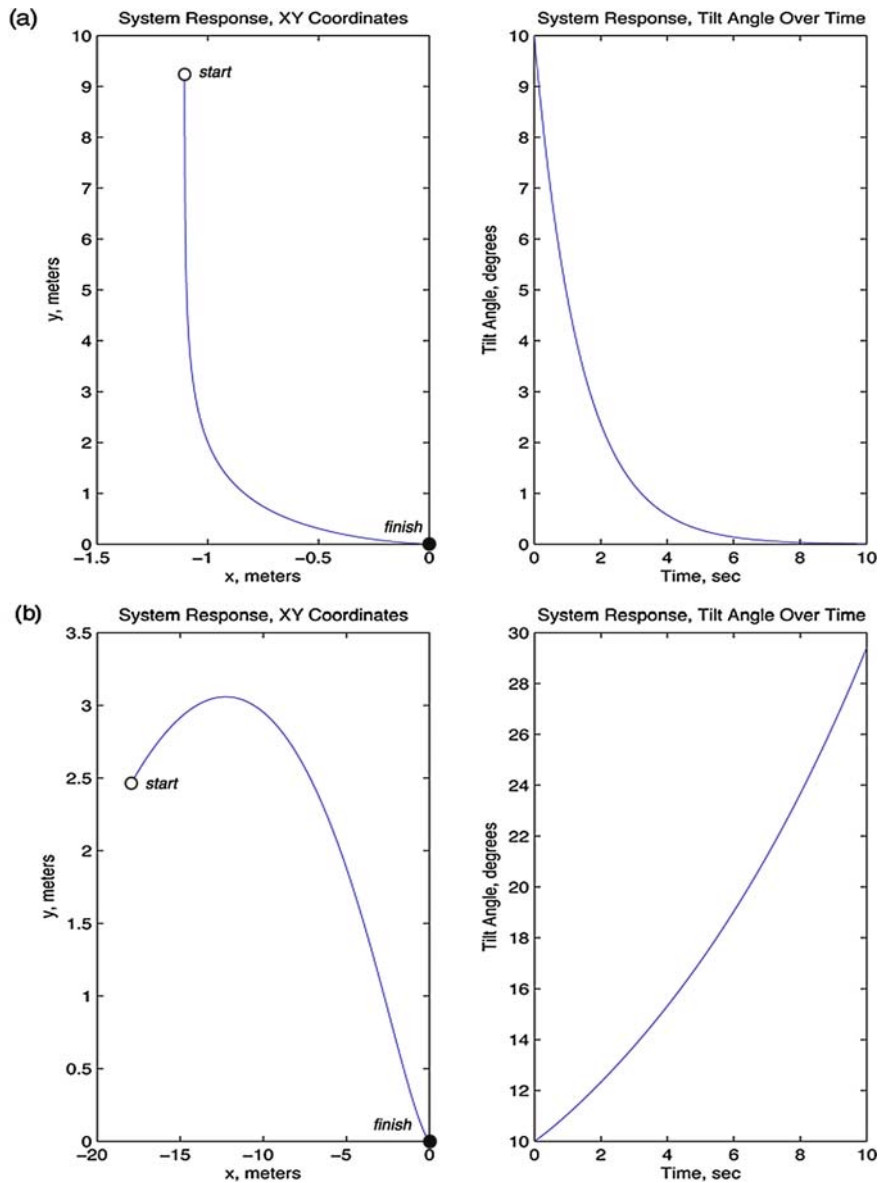 (a)
System Response, XY Coordinates
10
9
8
7
6
5
4
3
2
1
0
y, meters
start
finish
−1.5 −1 −0.5 0
x, meters
System Response, Tilt Angle Over Time
10
9
8
7
6
5
4
3
2
1
0
Tilt Angle, degrees
0 2 4 6 8 10
Time, sec
(b)
System Response, XY Coordinates
3.5
3
2.5
2
1.5
1
0.5
0
y, meters
start
finish
−20 −15 −10 −5 0
x, meters
System Response, Tilt Angle Over Time
30
28
26
24
22
20
18
16
14
12
10
Tilt Angle, degrees
0 2 4 6 8 10
Time, sec